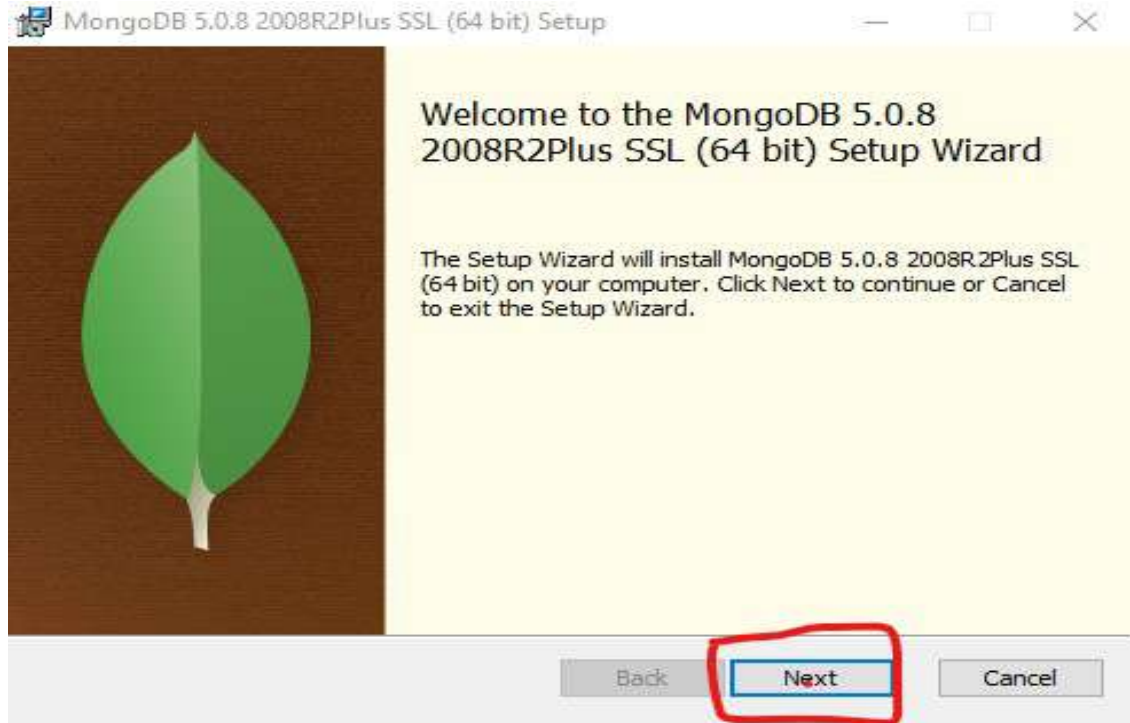 MongoDB 5.0.8 2008R2Plus SSL (64 bit) Setup
Welcome to the MongoDB 5.0.8
2008R2Plus SSL (64 bit) Setup Wizard
The Setup Wizard will install MongoDB 5.0.8 2008R2Plus SSL
(64 bit) on your computer. Click Next to continue or Cancel
to exit the Setup Wizard.
Back Next Cancel